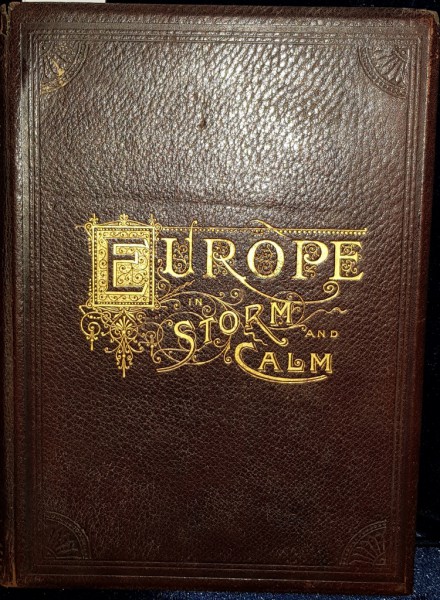 EUROPE
IN STORM AND
CALM